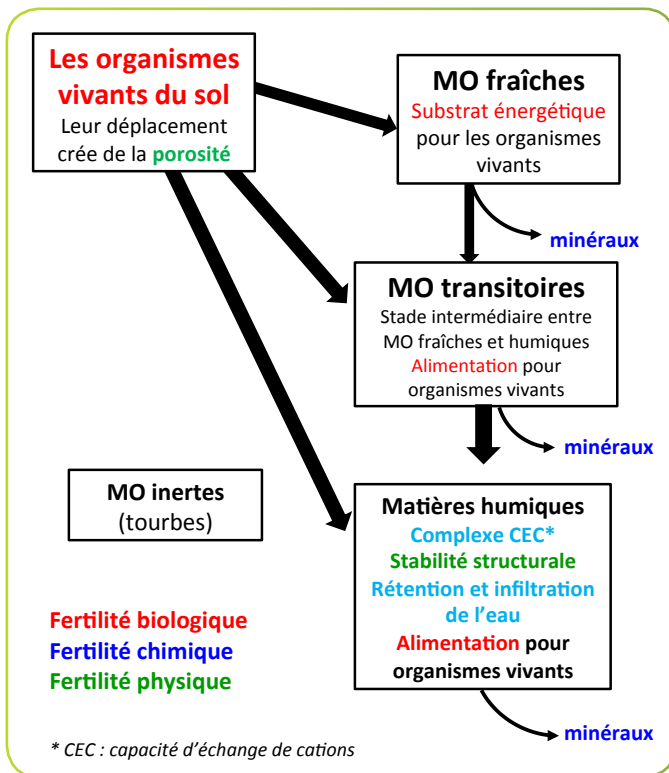 Les organismes
vivants du sol
Leur déplacement
crée de la porosité
MO fraîches
Substrat énergétique
pour les organismes
vivants
minéraux
MO transitoires
Stade intermédiaire entre
MO fraîches et humiques
Alimentation pour
organismes vivants
minéraux
MO inertes
(tourbes)
Matières humiques
Complexe CEC*
Stabilité structurale
Rétention et infiltration
de l’eau
Alimentation pour
organismes vivants
minéraux
Fertilité biologique
Fertilité chimique
Fertilité physique
* CEC : capacité d’échange de cations